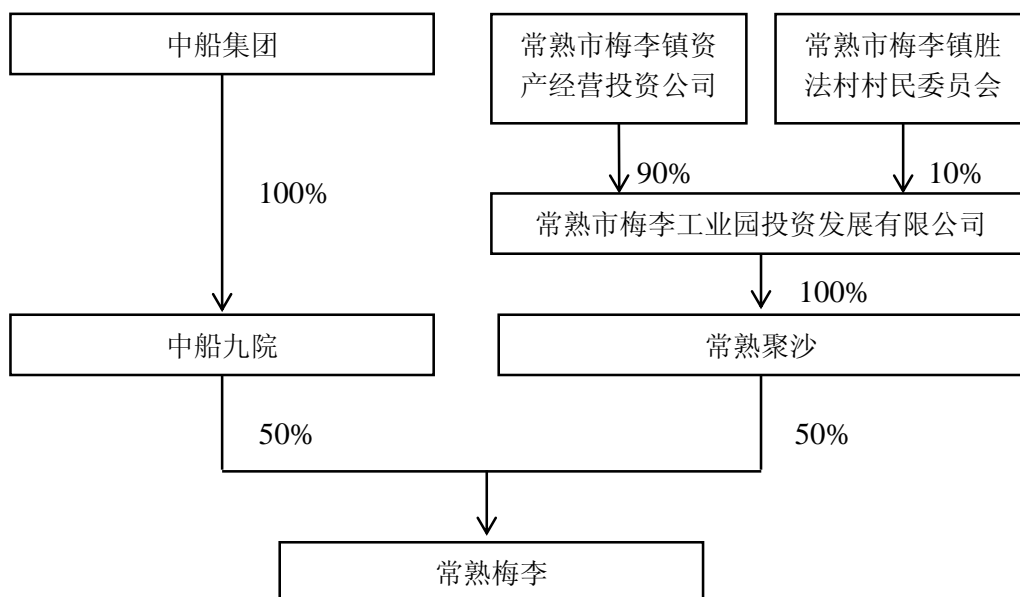 中船集团
常熟市梅李镇资
产经营投资公司
常熟市梅李镇胜
法村村民委员会
100%
90%
10%
常熟市梅李工业园投资发展有限公司
100%
中船九院
常熟聚沙
50%
50%
常熟梅李